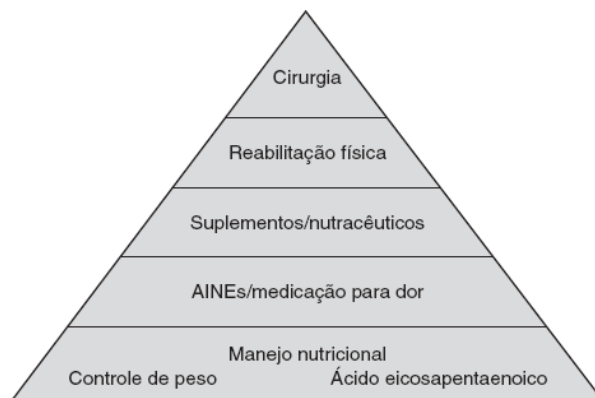 Cirurgia
Reabilitação física
Suplementos/nutracêuticos
AINEs/medicação para dor
Manejo nutricional
Controle de peso Ácido eicosapentaenoico